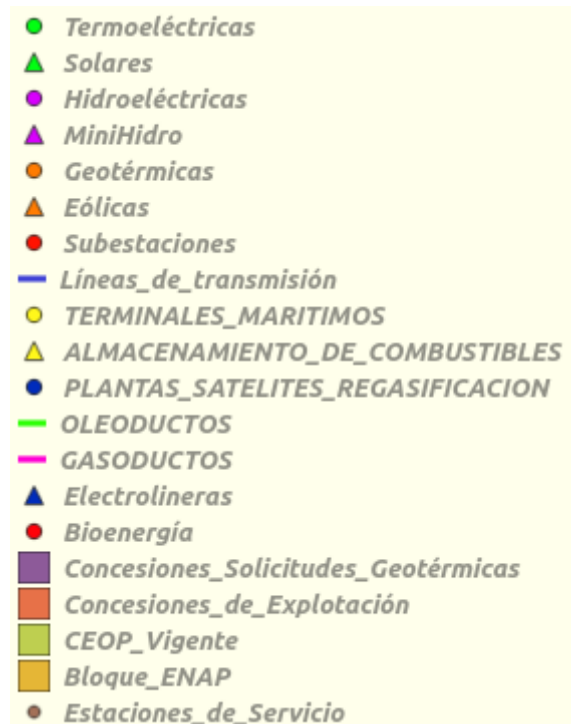 Termoeléctricas
Solares
Hidroeléctricas
MiniHidro
Geotérmicas
Eólicas
Subestaciones
Líneas_de_transmisión
TERMINALES_MARITIMOS
ALMACENAMIENTO_DE_COMBUSTIBLES
PLANTAS_SATELITES_REGASIFICACION
OLEODUCTOS
GASODUCTOS
Electrolineras
Bioenergía
Concesiones_Solicitudes_Geotérmicas
Concesiones_de_Explotación
CEOP_Vigente
Bloque_ENAP
Estaciones_de_Servicio